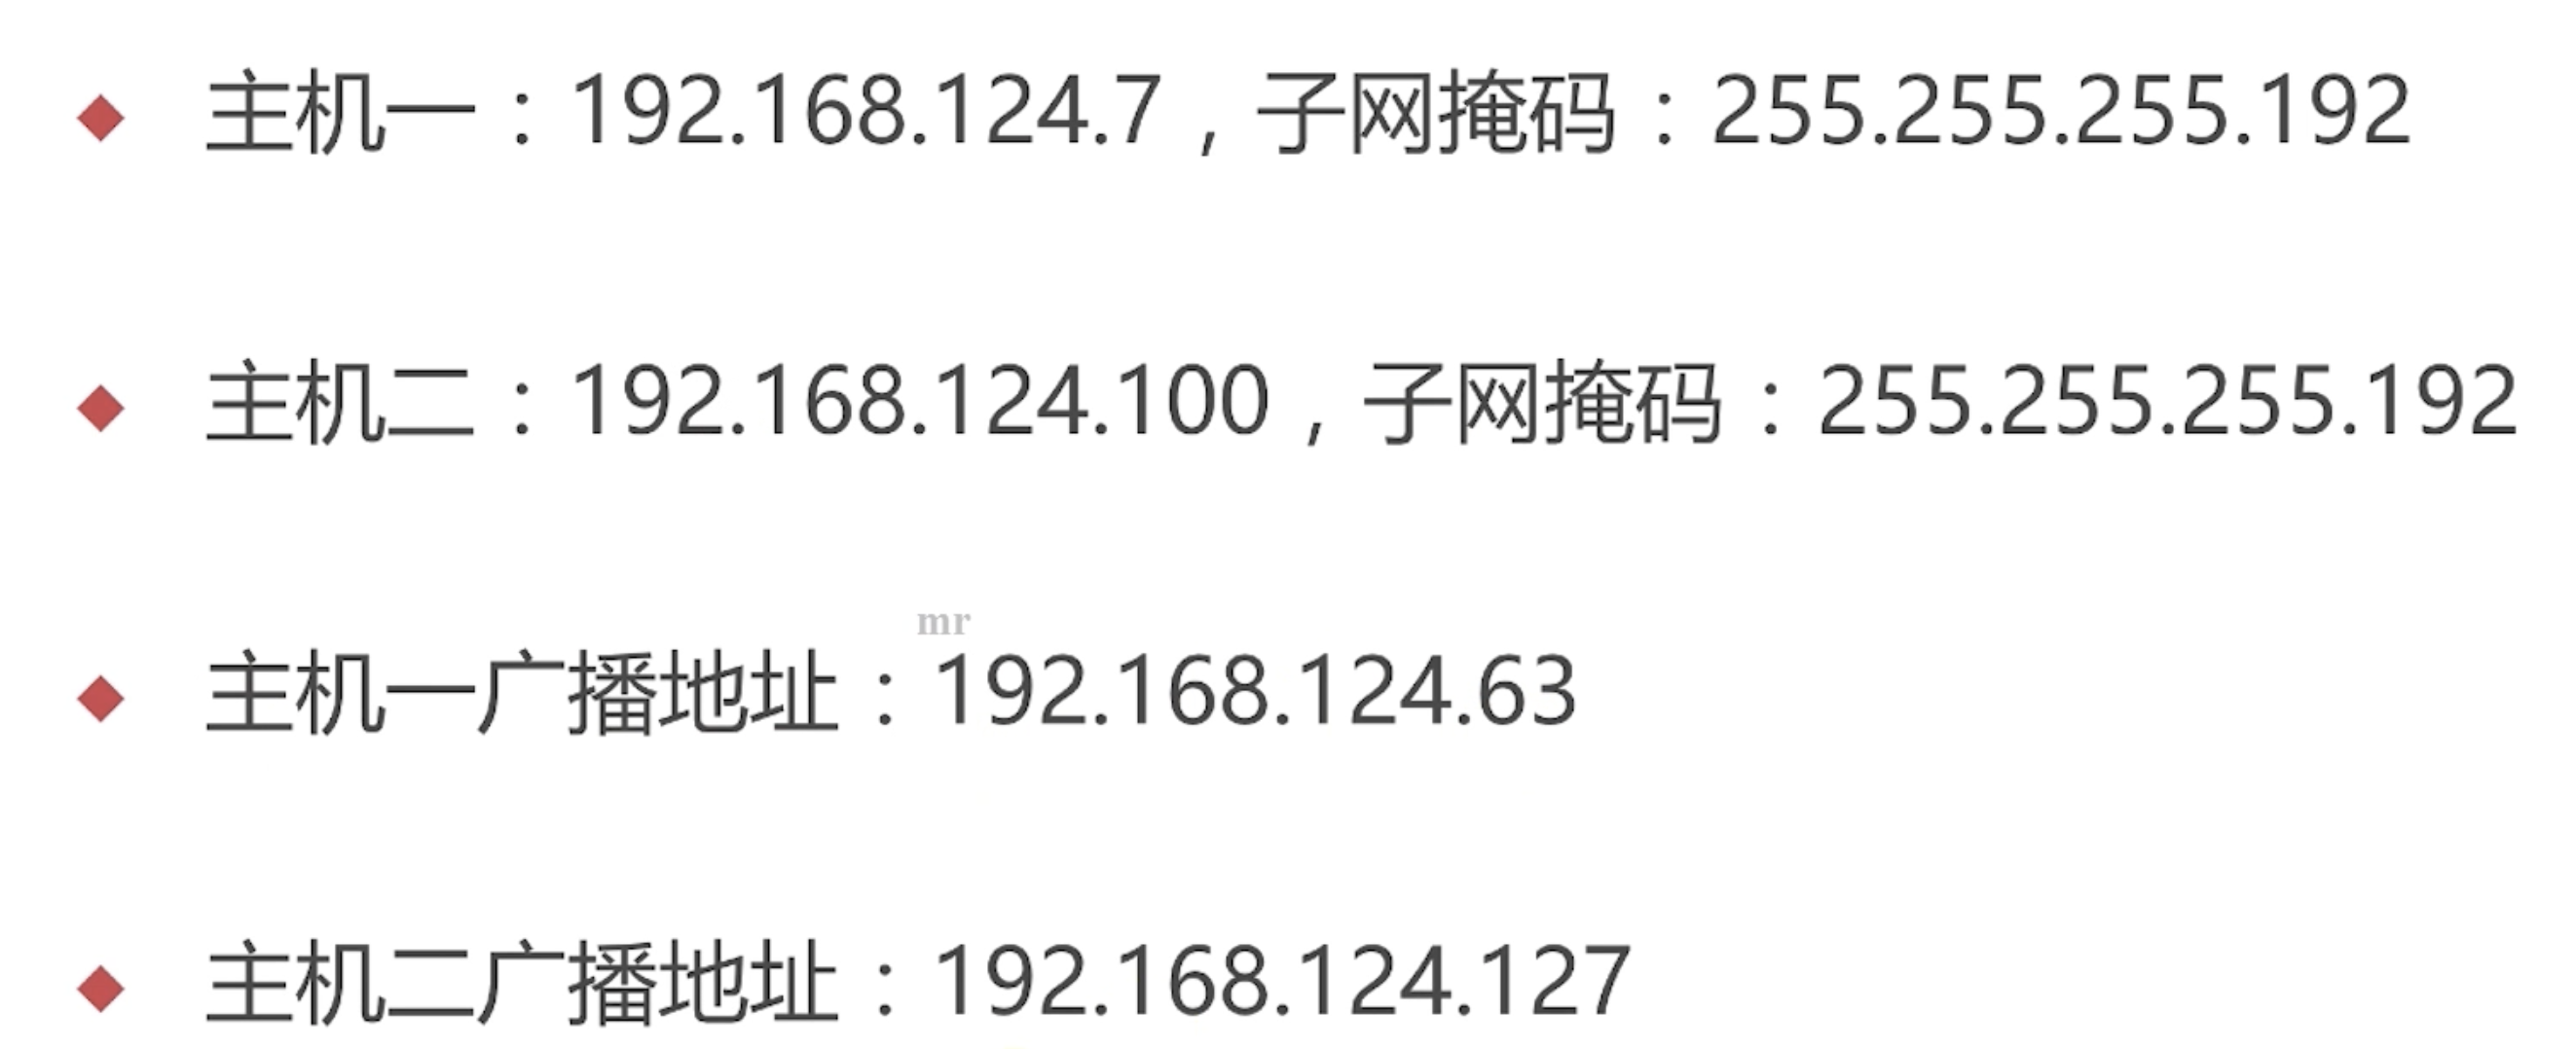 主机一：192.168.124.7，子网掩码：255.255.255.192
主机二：192.168.124.100，子网掩码：255.255.255.192
mr
主机一广播地址：192.168.124.63
主机二广播地址：192.168.124.127